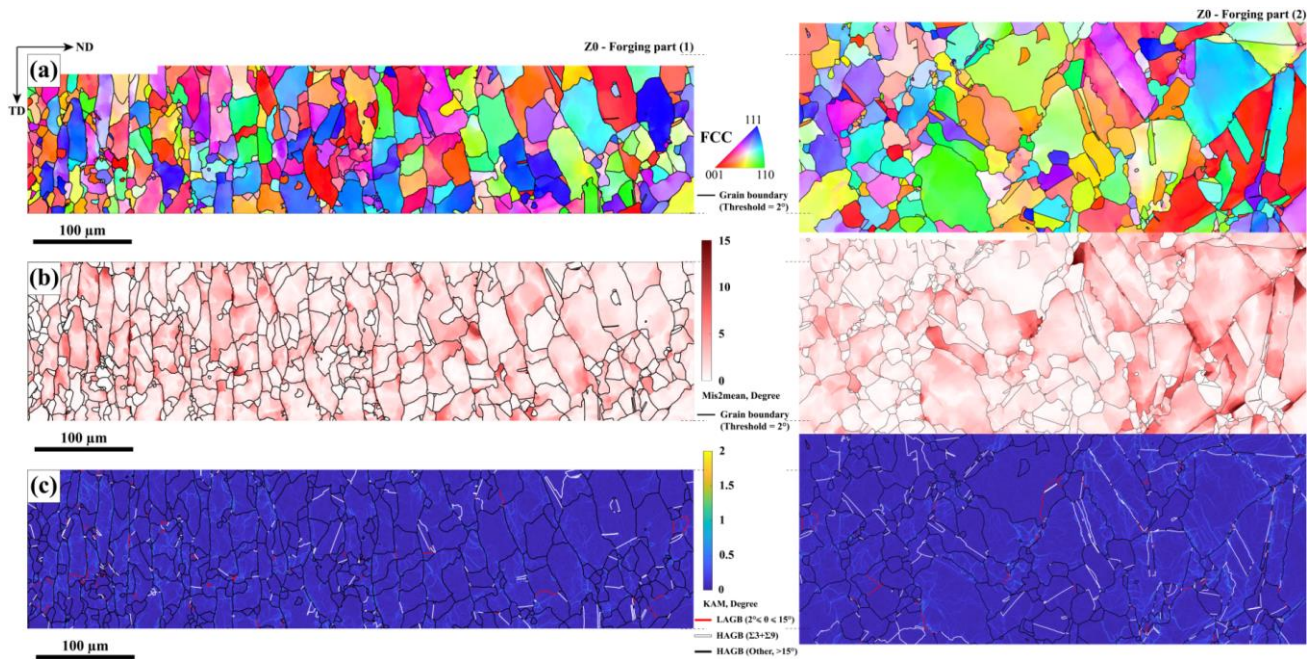 Z0 - Forging part (1)
Z0 - Forging part (2)
ND
TD
(a)
FCC
111
001
110
Grain boundary
(Threshold = 2°)
100 µm
(b)
15
10
5
0
Mis2mean, Degree
Grain boundary
(Threshold = 2°)
100 µm
(c)
2
1.5
1
0.5
0
KAM, Degree
LAGB (2°⩽ θ ⩽ 15°)
HAGB (Σ3+Σ9)
HAGB (Other, >15°)
100 µm